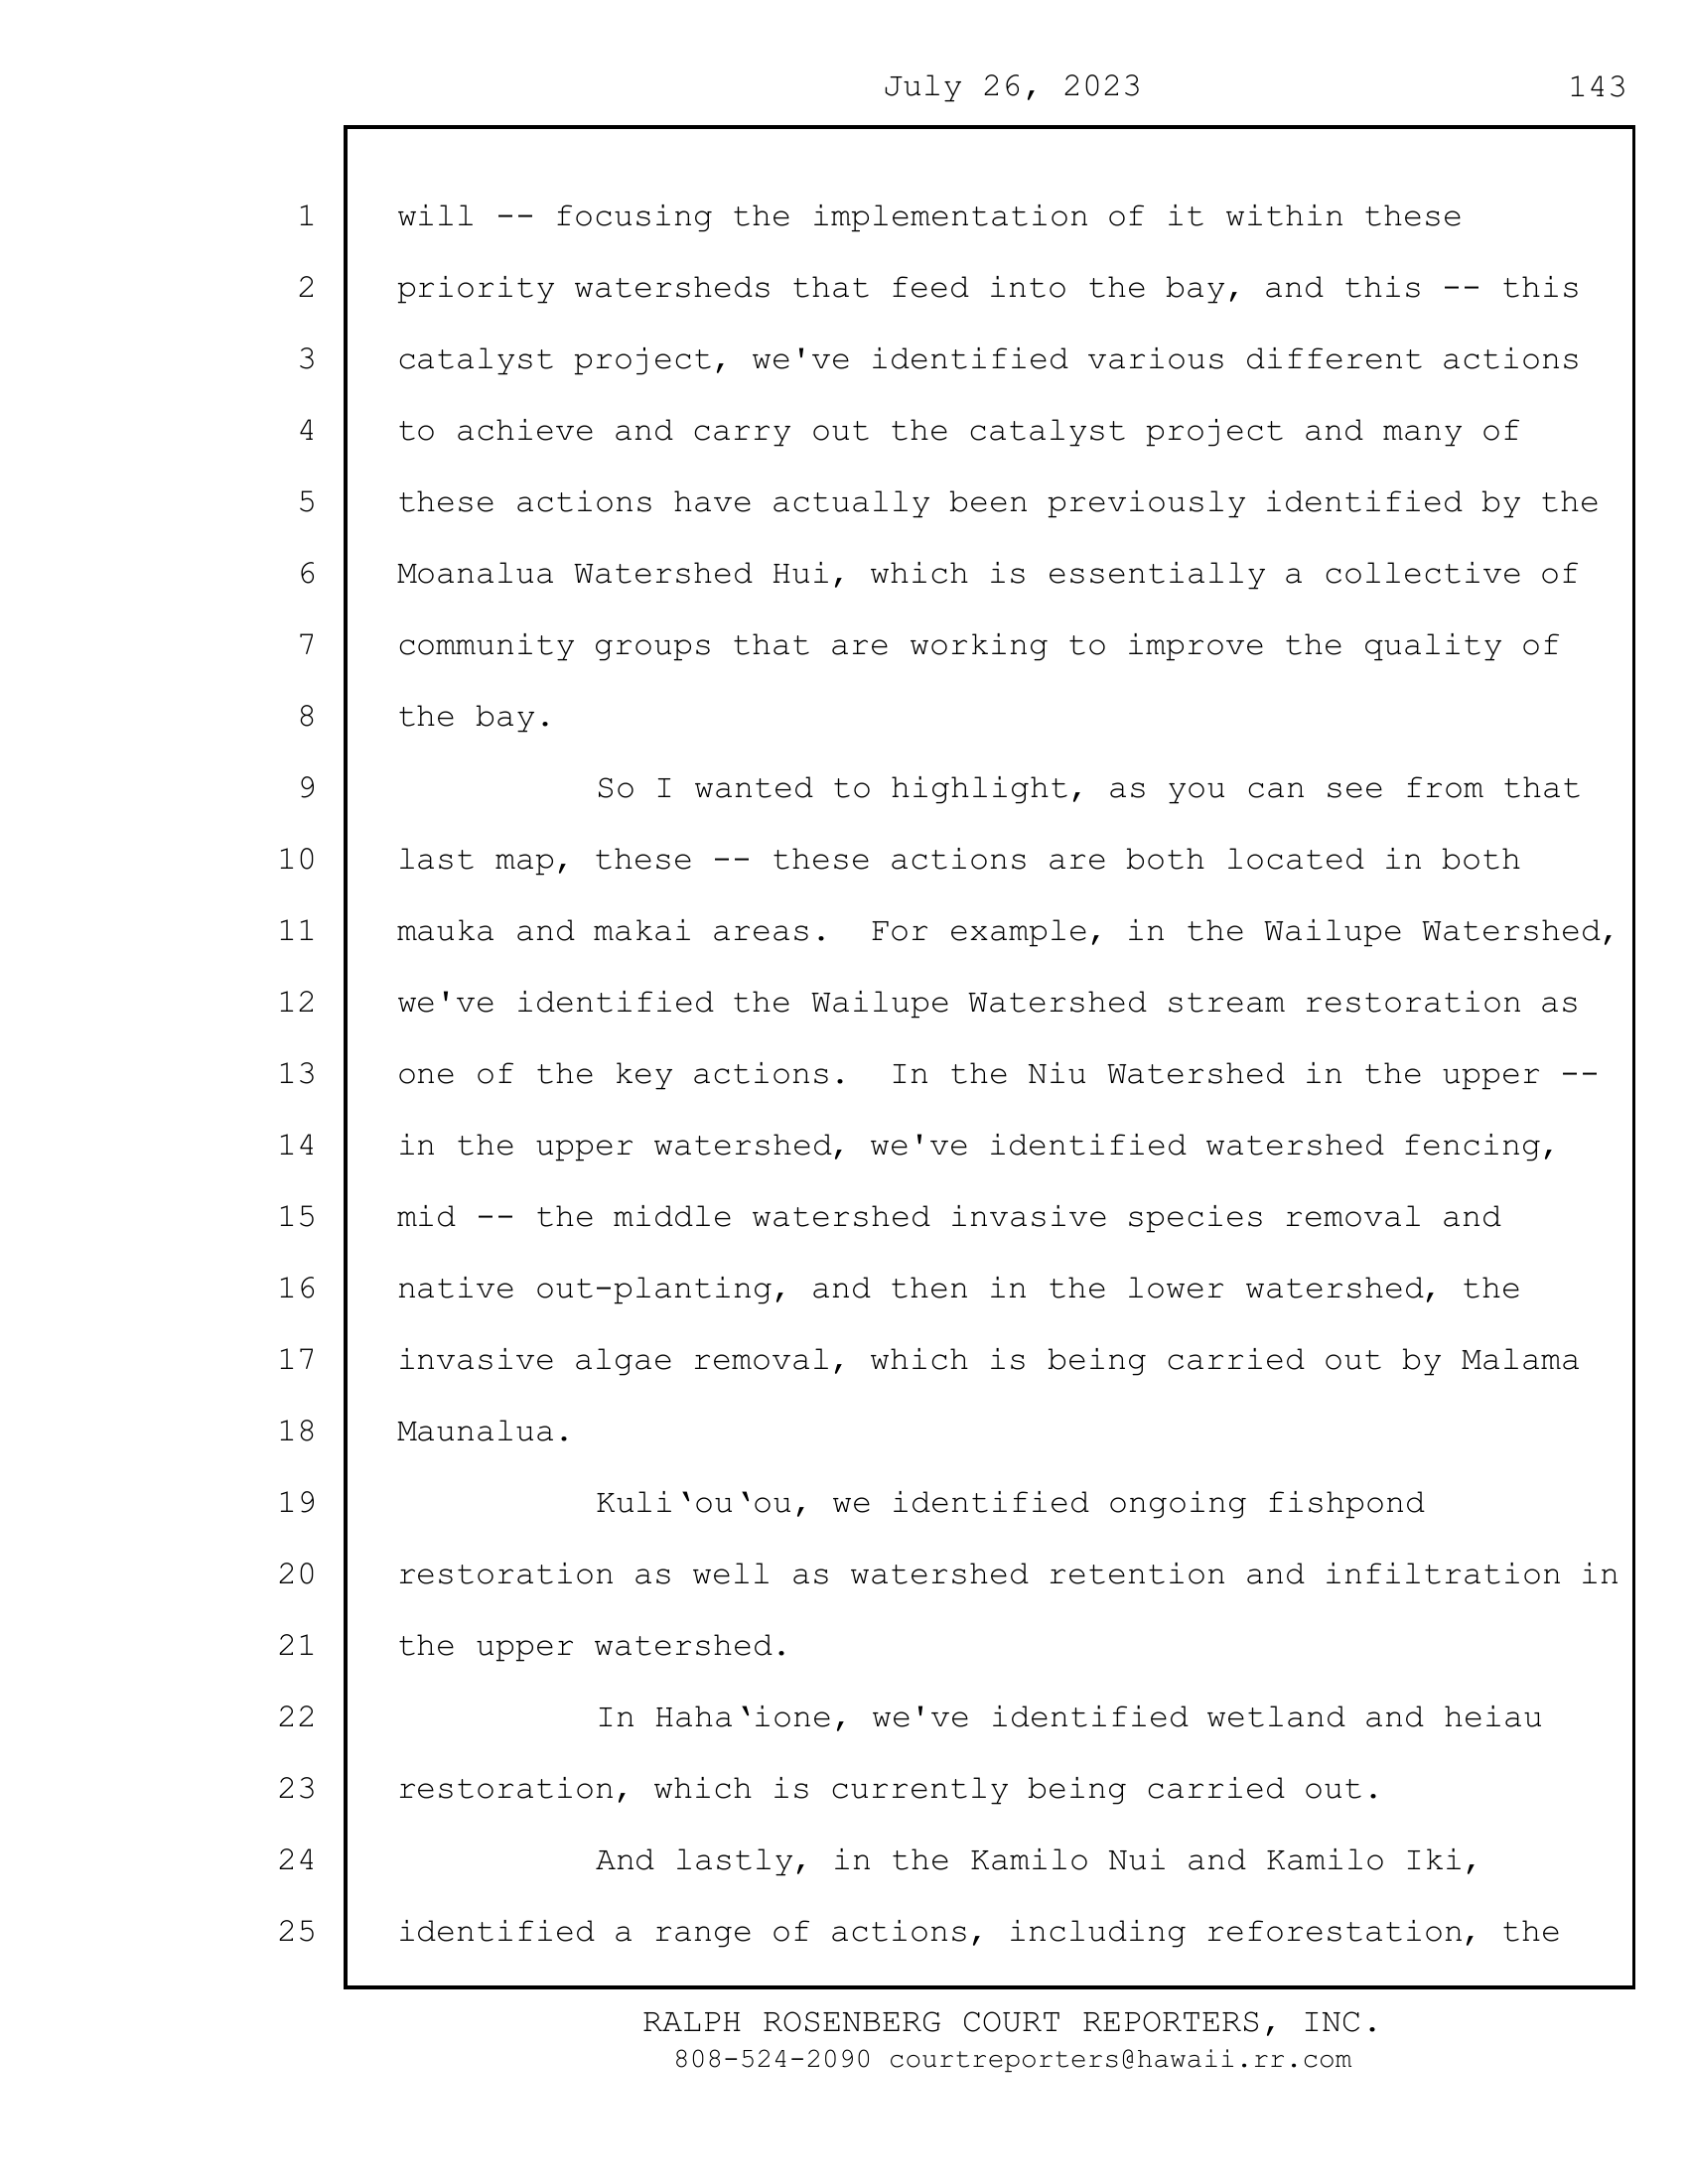 July 26, 2023 143
1 will -- focusing the implementation of it within these
2 priority watersheds that feed into the bay, and this -- this
3 catalyst project, we've identified various different actions
4 to achieve and carry out the catalyst project and many of
5 these actions have actually been previously identified by the
6 Moanalua Watershed Hui, which is essentially a collective of
7 community groups that are working to improve the quality of
8 the bay.
9 So I wanted to highlight, as you can see from that
10 last map, these -- these actions are both located in both
11 mauka and makai areas.  For example, in the Wailupe Watershed,
12 we've identified the Wailupe Watershed stream restoration as
13 one of the key actions.  In the Niu Watershed in the upper --
14 in the upper watershed, we've identified watershed fencing,
15 mid -- the middle watershed invasive species removal and
16 native out-planting, and then in the lower watershed, the
17 invasive algae removal, which is being carried out by Malama
18 Maunalua.
19 Kuli‛ou‛ou, we identified ongoing fishpond
20 restoration as well as watershed retention and infiltration in
21 the upper watershed.
22 In Haha‛ione, we've identified wetland and heiau
23 restoration, which is currently being carried out.
24 And lastly, in the Kamilo Nui and Kamilo Iki,
25 identified a range of actions, including reforestation, the
RALPH ROSENBERG COURT REPORTERS, INC.
808-524-2090 courtreporters@hawaii.rr.com